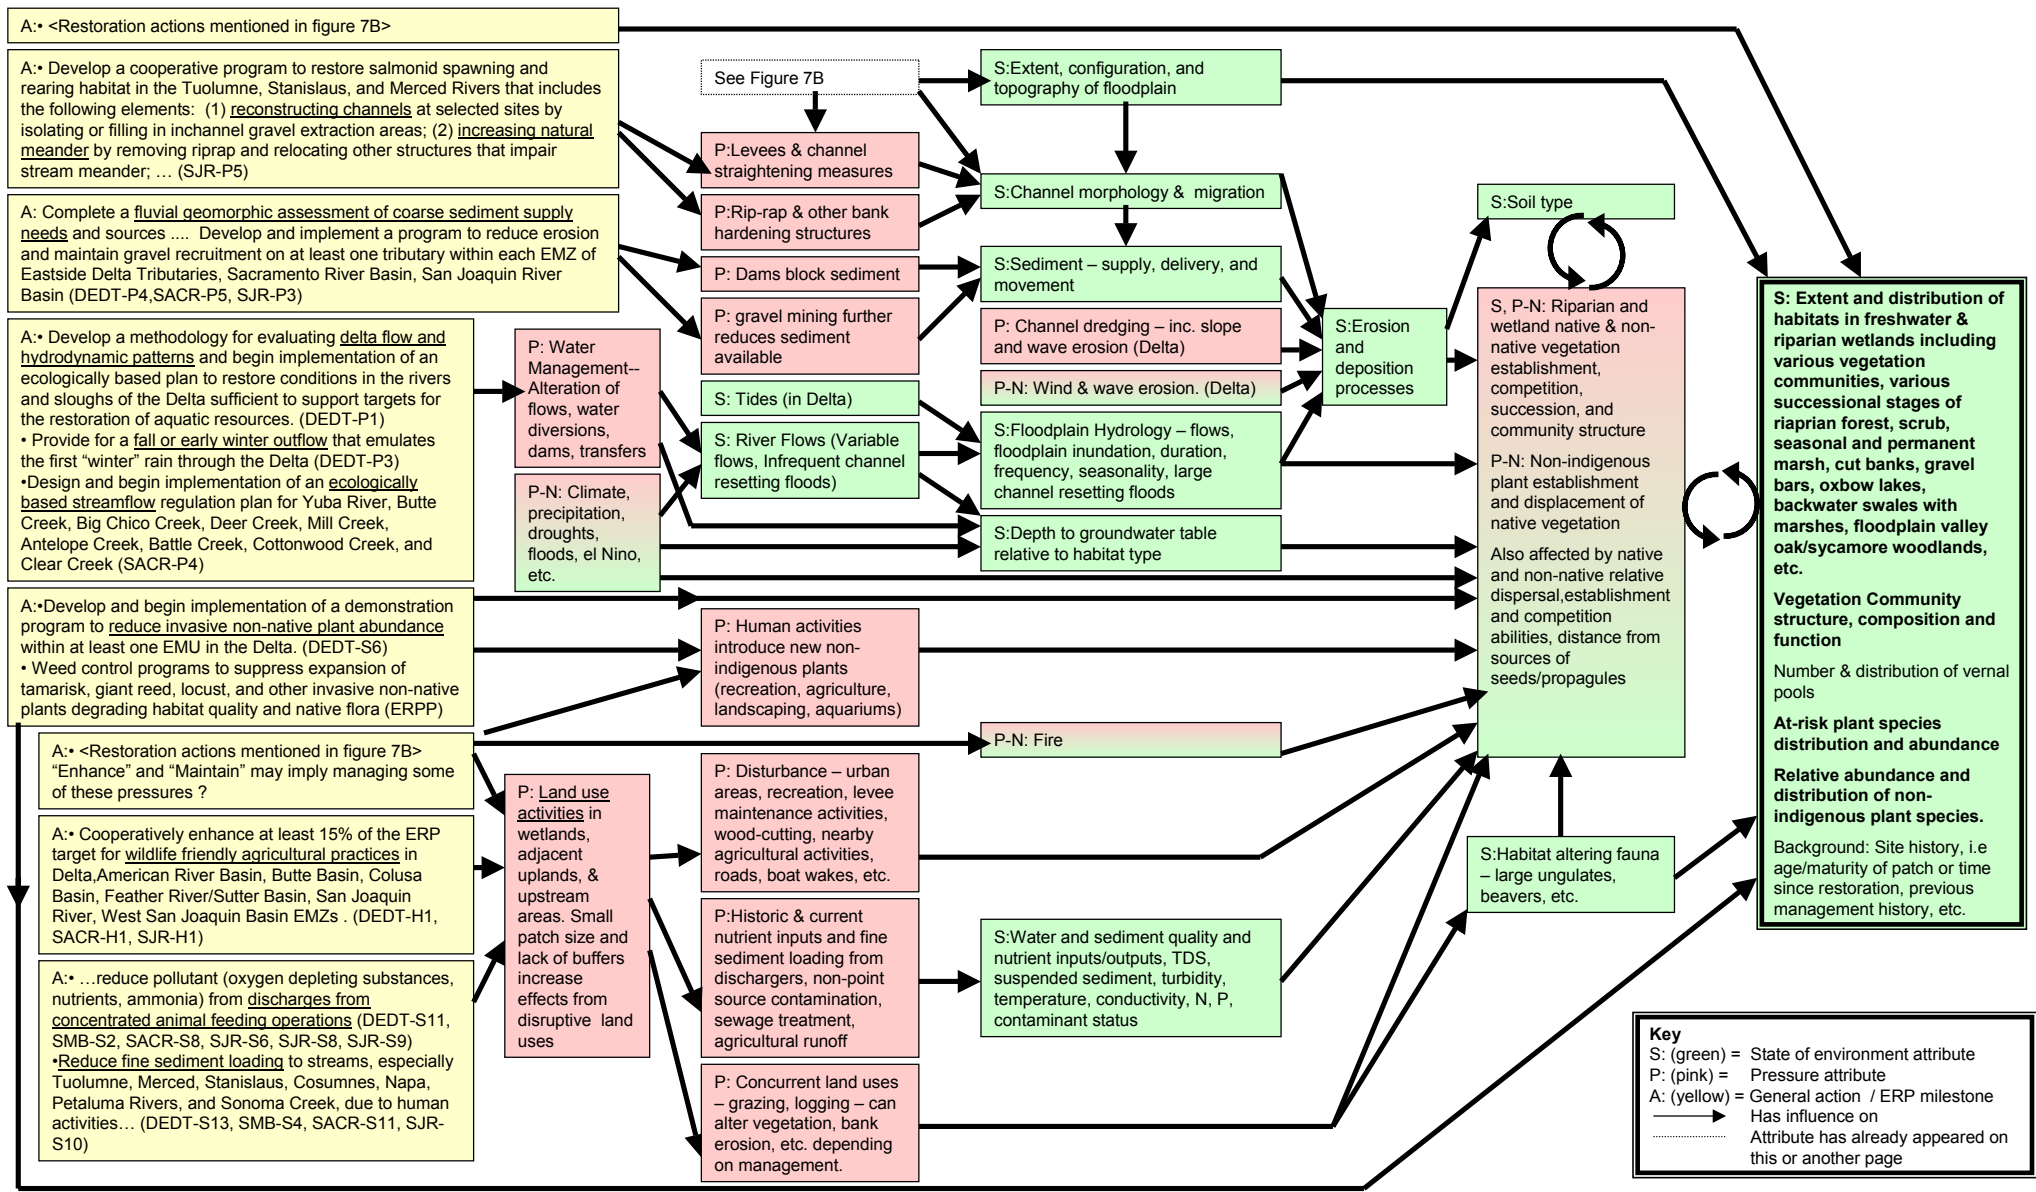 A:• <Restoration actions mentioned in figure 7B>
A:• Develop a cooperative program to restore salmonid spawning and
rearing habitat in the Tuolumne, Stanislaus, and Merced Rivers that includes
the following elements: (1) reconstructing channels at selected sites by
isolating or filling in inchannel gravel extraction areas; (2) increasing natural
meander by removing riprap and relocating other structures that impair
stream meander; … (SJR-P5)
A: Complete a fluvial geomorphic assessment of coarse sediment supply
needs and sources .... Develop and implement a program to reduce erosion
and maintain gravel recruitment on at least one tributary within each EMZ of
Eastside Delta Tributaries, Sacramento River Basin, San Joaquin River
Basin (DEDT-P4,SACR-P5, SJR-P3)
A:• Develop a methodology for evaluating delta flow and
hydrodynamic patterns and begin implementation of an
ecologically based plan to restore conditions in the rivers
and sloughs of the Delta sufficient to support targets for
the restoration of aquatic resources. (DEDT-P1)
• Provide for a fall or early winter outflow that emulates
the first “winter” rain through the Delta (DEDT-P3)
•Design and begin implementation of an ecologically
based streamflow regulation plan for Yuba River, Butte
Creek, Big Chico Creek, Deer Creek, Mill Creek,
Antelope Creek, Battle Creek, Cottonwood Creek, and
Clear Creek (SACR-P4)
A:•Develop and begin implementation of a demonstration
program to reduce invasive non-native plant abundance
within at least one EMU in the Delta. (DEDT-S6)
• Weed control programs to suppress expansion of
tamarisk, giant reed, locust, and other invasive non-native
plants degrading habitat quality and native flora (ERPP)
A:• <Restoration actions mentioned in figure 7B>
“Enhance” and “Maintain” may imply managing some
of these pressures ?
A:• Cooperatively enhance at least 15% of the ERP
target for wildlife friendly agricultural practices in
Delta,American River Basin, Butte Basin, Colusa
Basin, Feather River/Sutter Basin, San Joaquin
River, West San Joaquin Basin EMZs . (DEDT-H1,
SACR-H1, SJR-H1)
A:• …reduce pollutant (oxygen depleting substances,
nutrients, ammonia) from discharges from
concentrated animal feeding operations (DEDT-S11,
SMB-S2, SACR-S8, SJR-S6, SJR-S8, SJR-S9)
•Reduce fine sediment loading to streams, especially
Tuolumne, Merced, Stanislaus, Cosumnes, Napa,
Petaluma Rivers, and Sonoma Creek, due to human
activities… (DEDT-S13, SMB-S4, SACR-S11, SJR-
S10)
P: Water
Management--
Alteration of
flows, water
diversions,
dams, transfers
P-N: Climate,
precipitation,
droughts,
floods, el Nino,
etc.
P: Land use
activities in
wetlands,
adjacent
uplands, &
upstream
areas. Small
patch size and
lack of buffers
increase
effects from
disruptive land
uses
See Figure 7B
P:Levees & channel
straightening measures
P:Rip-rap & other bank
hardening structures
P: Dams block sediment
P: gravel mining further
reduces sediment
available
S: Tides (in Delta)
S: River Flows (Variable
flows, Infrequent channel
resetting floods)
P: Human activities
introduce new non-
indigenous plants
(recreation, agriculture,
landscaping, aquariums)
P: Disturbance – urban
areas, recreation, levee
maintenance activities,
wood-cutting, nearby
agricultural activities,
roads, boat wakes, etc.
P:Historic & current
nutrient inputs and fine
sediment loading from
dischargers, non-point
source contamination,
sewage treatment,
agricultural runoff
P: Concurrent land uses
– grazing, logging – can
alter vegetation, bank
erosion, etc. depending
on management.
S:Extent, configuration, and
topography of floodplain
S:Channel morphology & migration
S:Sediment – supply, delivery, and
movement
P: Channel dredging – inc. slope
and wave erosion (Delta)
P-N: Wind & wave erosion. (Delta)
S:Floodplain Hydrology – flows,
floodplain inundation, duration,
frequency, seasonality, large
channel resetting floods
S:Depth to groundwater table
relative to habitat type
P-N: Fire
S:Water and sediment quality and
nutrient inputs/outputs, TDS,
suspended sediment, turbidity,
temperature, conductivity, N, P,
contaminant status
S:Erosion
and
deposition
processes
S:Soil type
S, P-N: Riparian and
wetland native & non-
native vegetation
establishment,
competition,
succession, and
community structure
P-N: Non-indigenous
plant establishment
and displacement of
native vegetation
Also affected by native
and non-native relative
dispersal,establishment
and competition
abilities, distance from
sources of
seeds/propagules
S:Habitat altering fauna
– large ungulates,
beavers, etc.
S: Extent and distribution of
habitats in freshwater &
riparian wetlands including
various vegetation
communities, various
successional stages of
riaprian forest, scrub,
seasonal and permanent
marsh, cut banks, gravel
bars, oxbow lakes,
backwater swales with
marshes, floodplain valley
oak/sycamore woodlands,
etc.
Vegetation Community
structure, composition and
function
Number & distribution of vernal
pools
At-risk plant species
distribution and abundance
Relative abundance and
distribution of non-
indigenous plant species.
Background: Site history, i.e
age/maturity of patch or time
since restoration, previous
management history, etc.
Key
S: (green) = State of environment attribute
P: (pink) = Pressure attribute
A: (yellow) = General action / ERP milestone
Has influence on
Attribute has already appeared on
this or another page